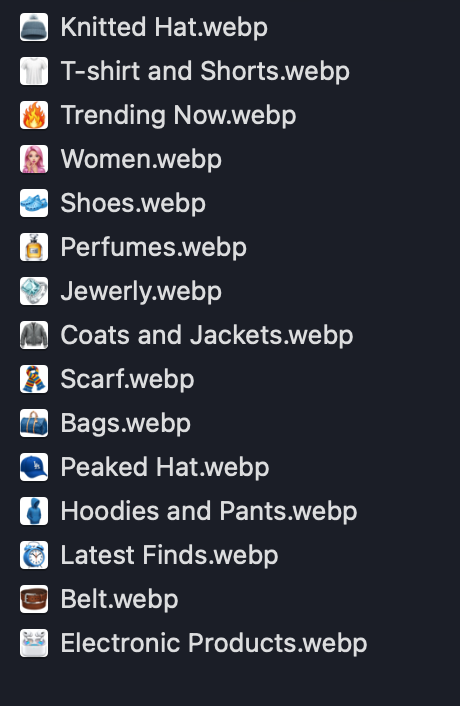 Knitted Hat.webp
T-shirt and Shorts.webp
Trending Now.webp
Women.webp
Shoes.webp
Perfumes.webp
Jewerly.webp
Coats and Jackets.webp
Scarf.webp
Bags.webp
Peaked Hat.webp
Hoodies and Pants.webp
Latest Finds.webp
Belt.webp
Electronic Products.webp